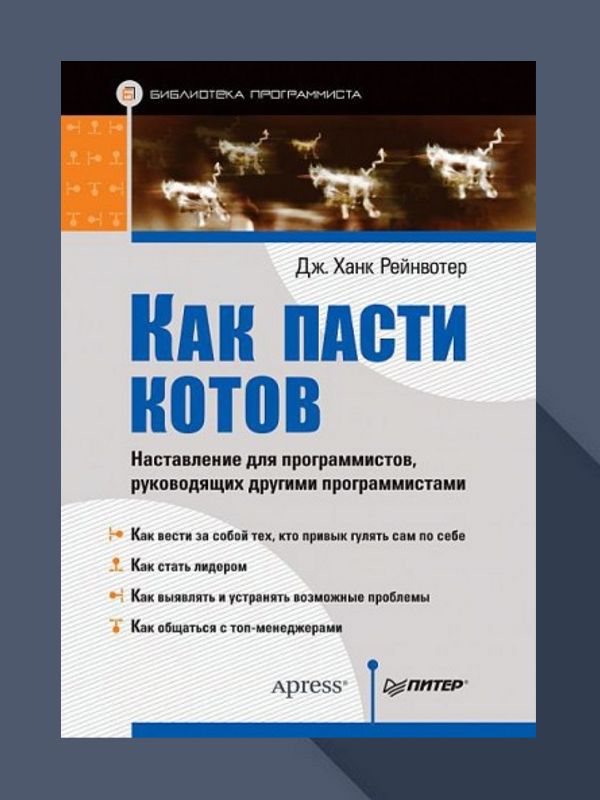 БИБЛИОТЕКА ПРОГРАММИСТА
Дж. Ханк Рейнвотер
Как пасти
котов
Наставление для программистов,
руководящих другими программистами
Как вести за собой тех, кто привык гулять сам по себе
Как стать лидером
Как выявлять и устранять возможные проблемы
Как общаться с топ-менеджерами
Apress® ПИТЕР®